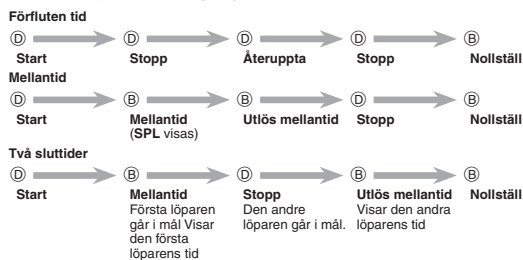 Förfluten tid
Ⓓ Ⓓ Ⓓ Ⓓ Ⓑ
Start Stopp Återuppta Stopp Nollställ
Mellantid
Ⓓ Ⓑ Ⓑ Ⓓ Ⓑ
Start Mellantid Utlös mellantid Stopp Nollställ
(SPL visas)
Två sluttider
Ⓓ Ⓑ Ⓓ Ⓑ Ⓑ
Start Mellantid Stopp Utlös mellantid Nollställ
Första löparen Den andre Visar den andra
går i mål Visar löparen går i mål. löparens tid
den första
löparens tid